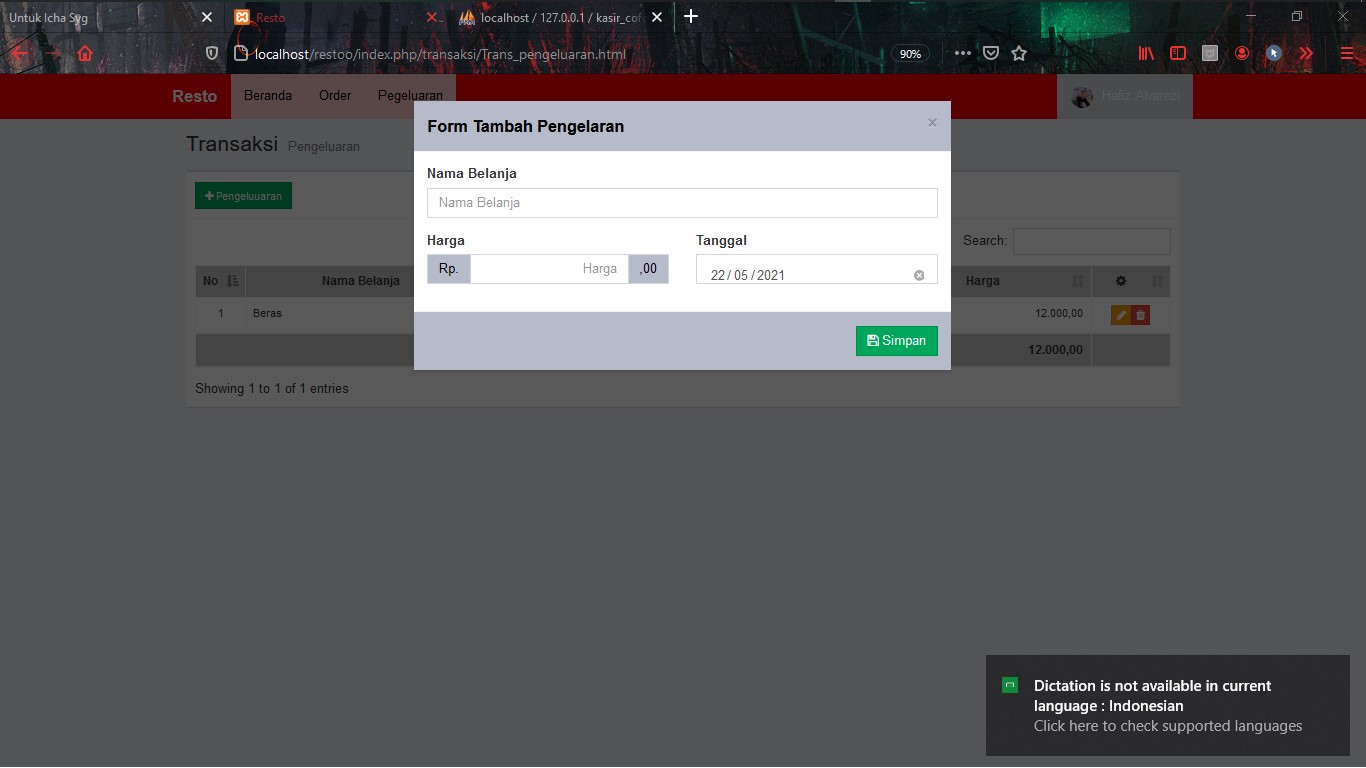 Untuk Icha Syg
Resto
localhost / 127.0.0.1 / kasir_cof
localhost/restoo/index.php/transaksi/Trans_pengeluaran.html
90%
Resto
Beranda
Order
Pegeluaran
Hafiz Alvarezi
Form Tambah Pengelaran
×
Transaksi Pengeluaran
Nama Belanja
Nama Belanja
+Pengeluuaran
Harga
Tanggal
Search:
Rp.
Harga
,00
22/ 05 / 2021
No
Nama Belanja
Harga
1
Beras
12.000,00
Simpan
12.000,00
Showing 1 to 1 of 1 entries
Dictation is not available in current
language : Indonesian
Click here to check supported languages